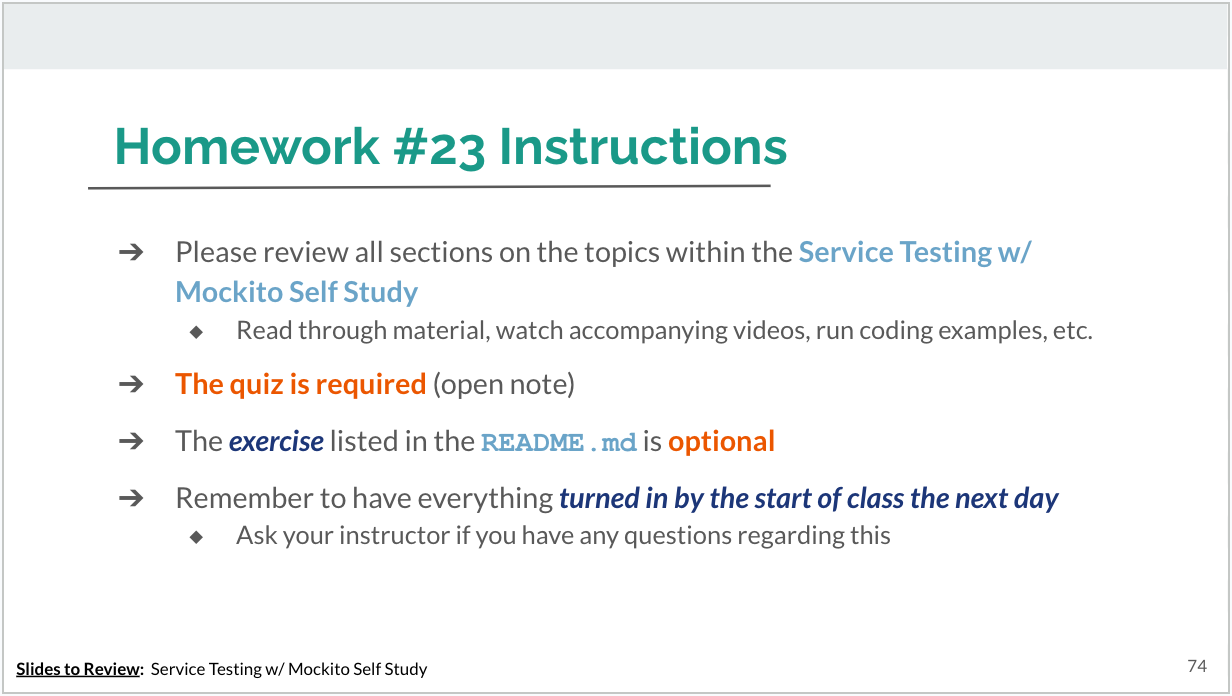 Homework #23 Instructions
➔ Please review all sections on the topics within the Service Testing w/
Mockito Self Study
◆ Read through material, watch accompanying videos, run coding examples, etc.
➔ The quiz is required (open note)
➔ The exercise listed in the README.md is optional
➔ Remember to have everything turned in by the start of class the next day
◆ Ask your instructor if you have any questions regarding this
Slides to Review: Service Testing w/ Mockito Self Study
74